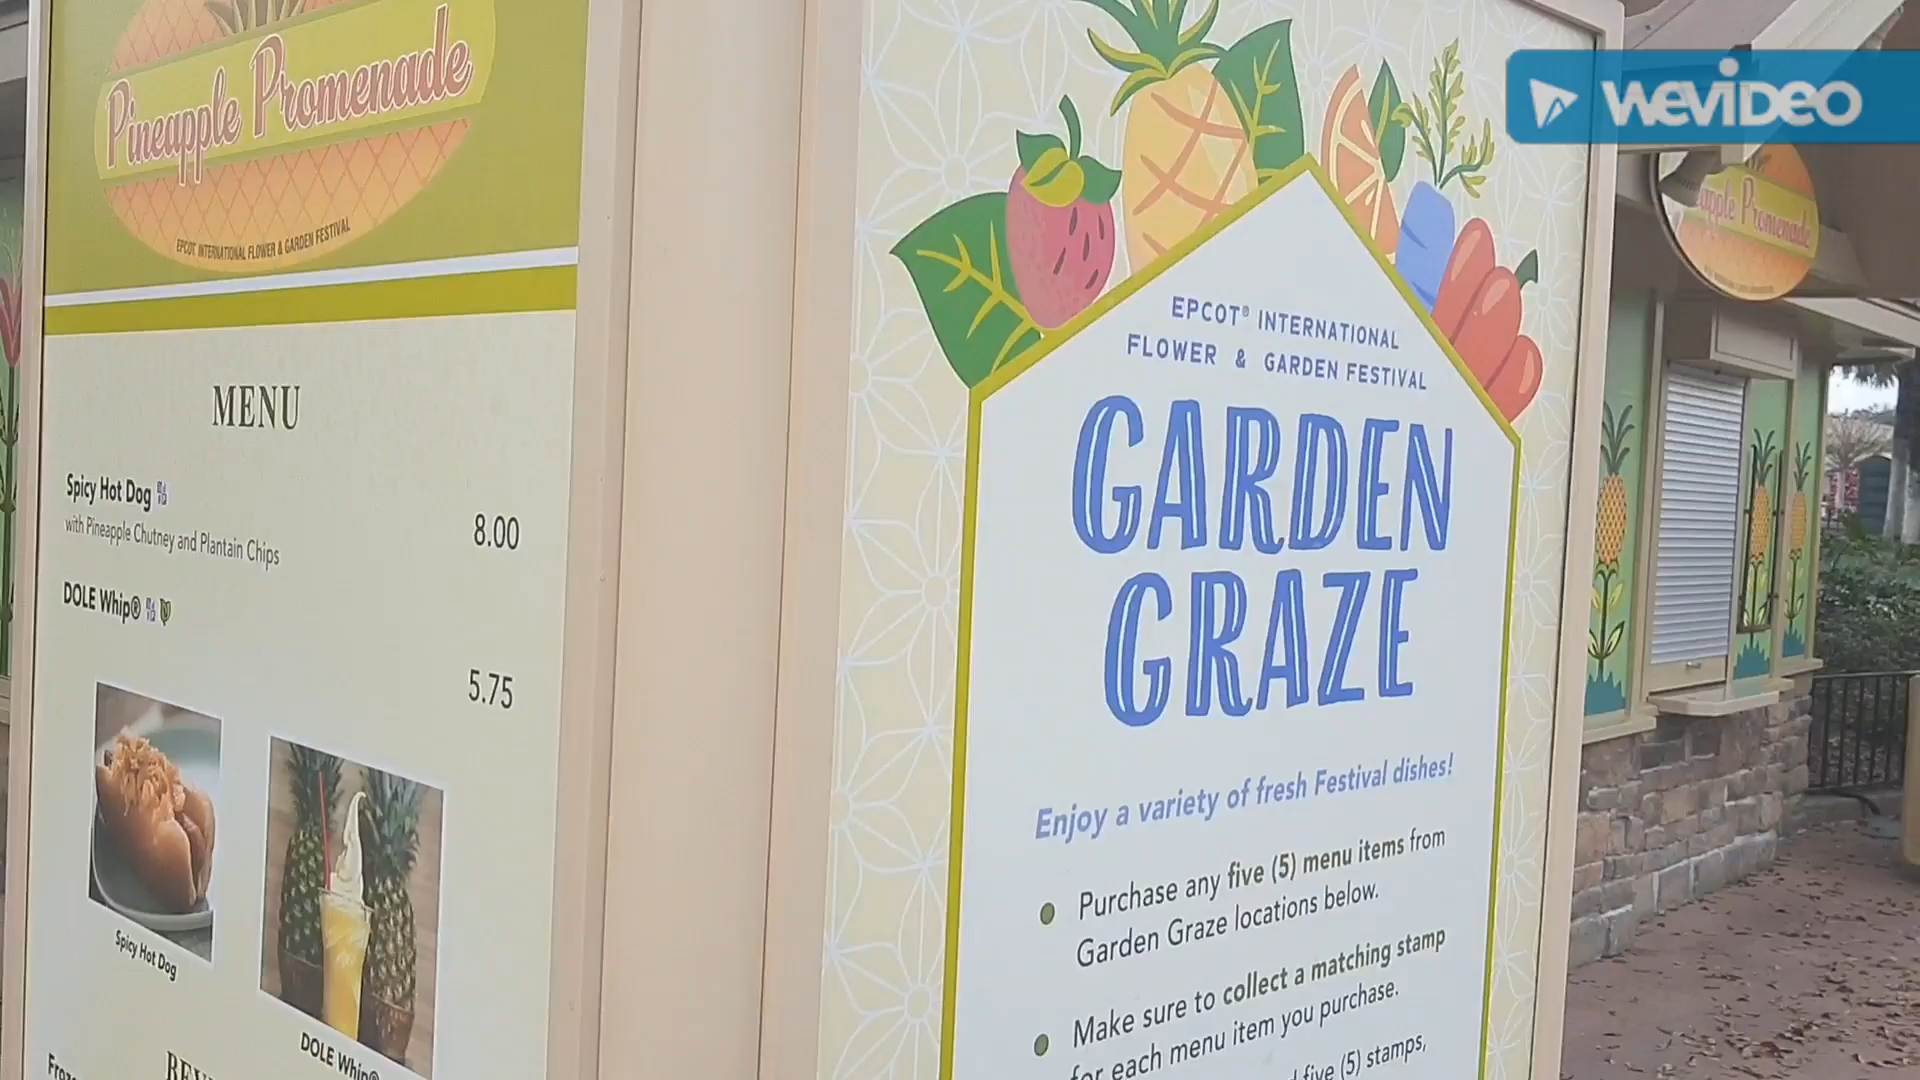 Pineapple Promenade
EPCOT INTERNATIONAL FLOWER & GARDEN FESTIVAL
MENU
Spicy Hot Dog
with Pineapple Chutney and Plantain Chips
8.00
DOLE Whip®
5.75
Spicy Hot Dog
DOLE Whip®
EPCOT® INTERNATIONAL
FLOWER & GARDEN FESTIVAL
GARDEN
GRAZE
Enjoy a variety of fresh Festival dishes!
Purchase any five (5) menu items from
Garden Graze locations below.
Make sure to collect a matching stamp
for each menu item you purchase.
five (5) stamps,
WEVIDEO
Promenade